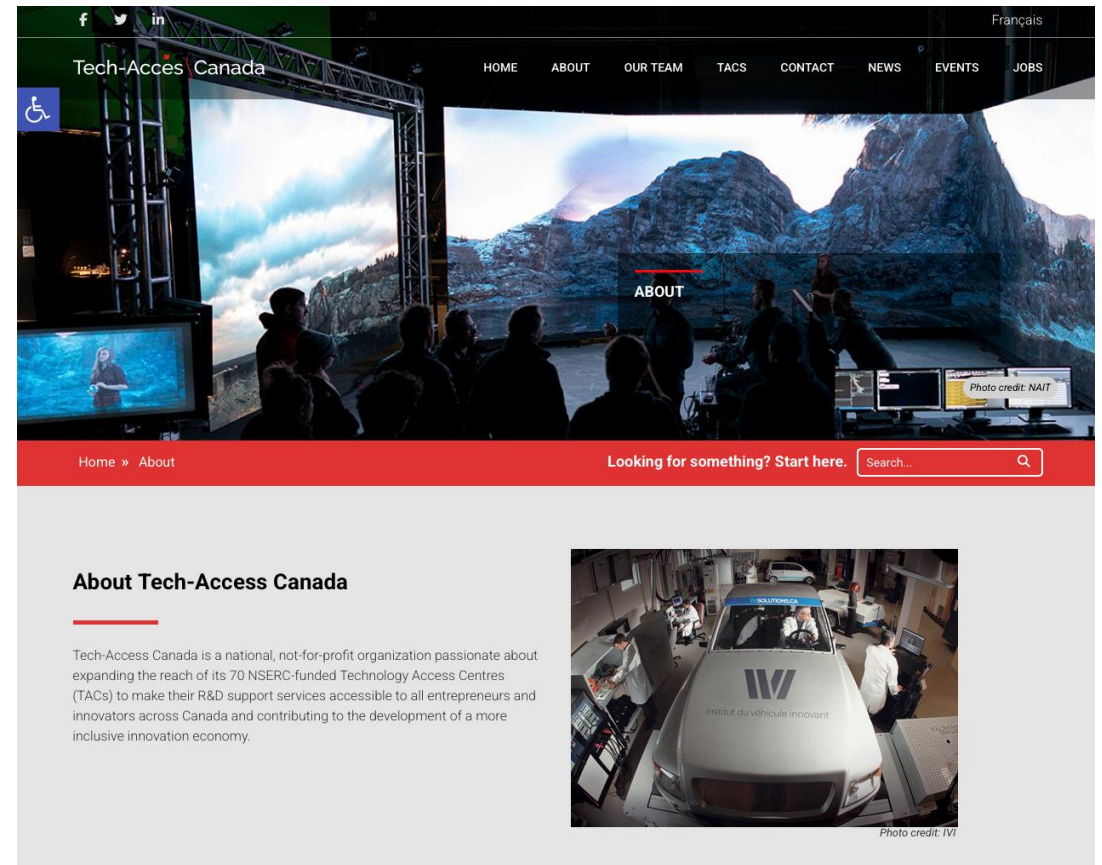 Français
Tech-Accès Canada
HOME ABOUT OUR TEAM TACS CONTACT NEWS EVENTS JOBS
ABOUT
Photo credit: NAIT
Home » About
Looking for something? Start here. Search...
About Tech-Access Canada
Tech-Access Canada is a national, not-for-profit organization passionate about
expanding the reach of its 70 NSERC-funded Technology Access Centres
(TACs) to make their R&D support services accessible to all entrepreneurs and
innovators across Canada and contributing to the development of a more
inclusive innovation economy.
IVISOLUTIONS.CA
IVI
Institut du véhicule innovant
Photo credit: IVI